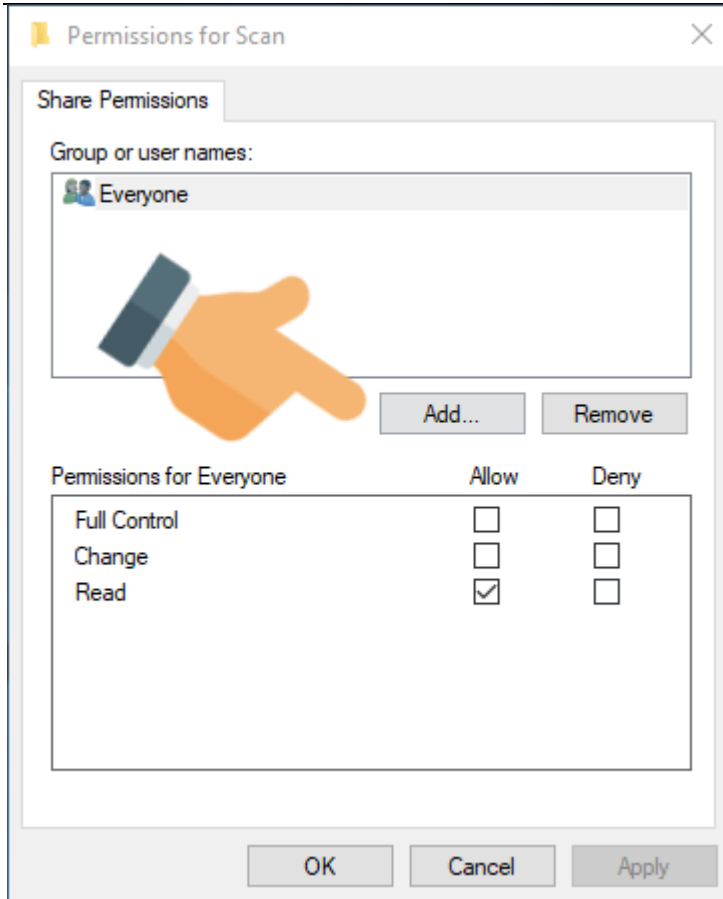 Permissions for Scan
Share Permissions
Group or user names:
Everyone
Add...
Remove
Permissions for Everyone Allow Deny
Full Control
Change
Read
OK Cancel Apply